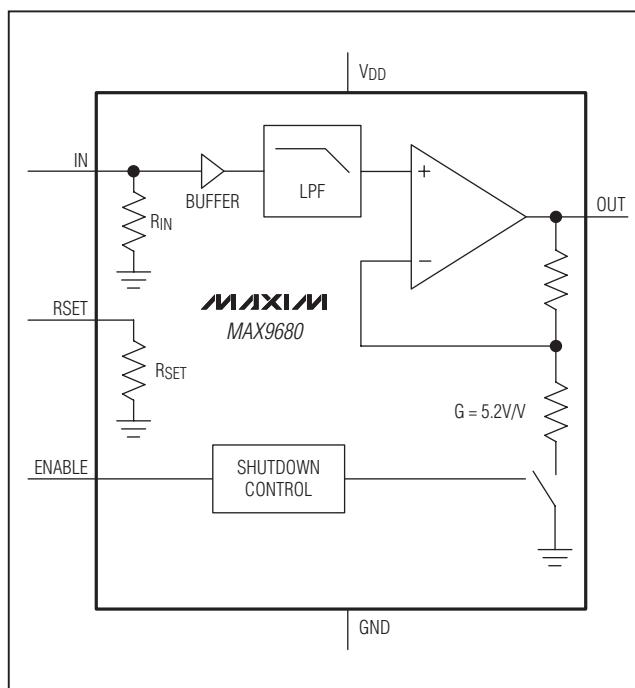 VDD
IN
BUFFER
LPF
+
OUT
RIN
−
MAXIM
MAX9680
RSET
RSET
G = 5.2V/V
ENABLE
SHUTDOWN
CONTROL
GND